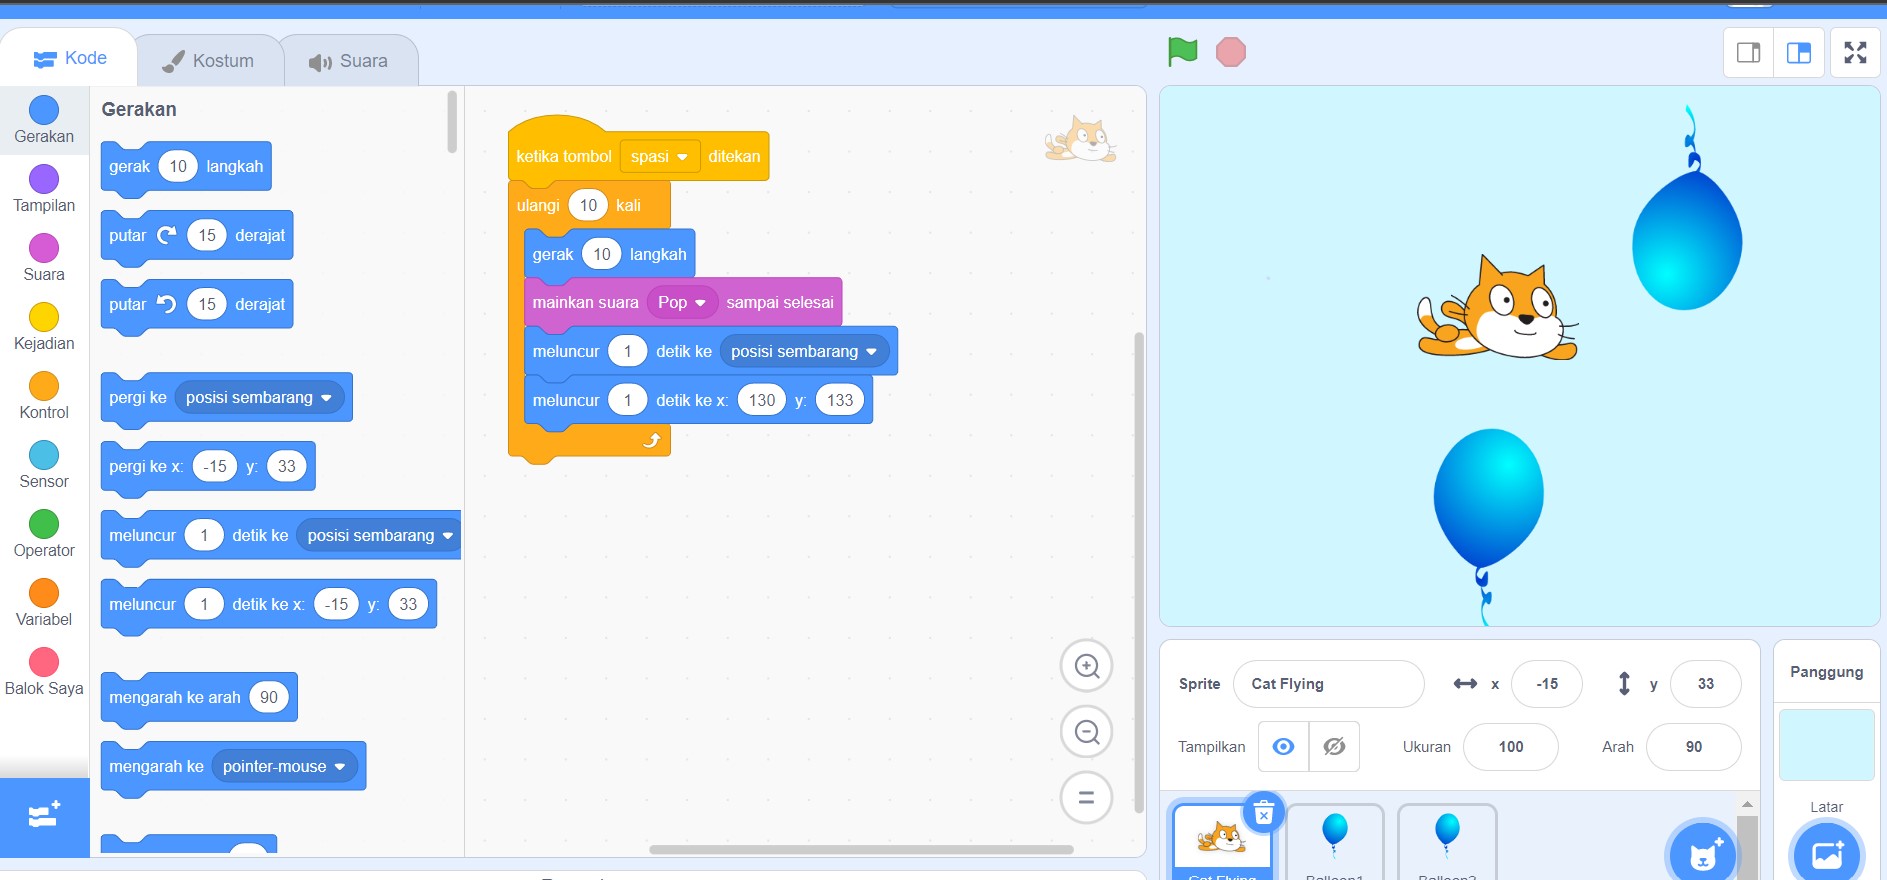 Kode
Kostum
Suara
Gerakan
Tampilan
Suara
Kejadian
Kontrol
Sensor
Operator
Variabel
Balok Saya
Gerakan
gerak 10 langkah
putar 15 derajat
putar 15 derajat
pergi ke posisi sembarang
pergi ke x: -15 y: 33
meluncur 1 detik ke posisi sembarang
meluncur 1 detik ke x: -15 y: 33
mengarah ke arah 90
mengarah ke pointer-mouse
ketika tombol spasi ditekan
ulangi 10 kali
gerak 10 langkah
mainkan suara Pop sampai selesai
meluncur 1 detik ke posisi sembarang
meluncur 1 detik ke x: 130 y: 133
Sprite Cat Flying x -15 y 33
Tampilkan Ukuran 100 Arah 90
Cat Flying
Balloon1
Balloon2
Panggung
Latar